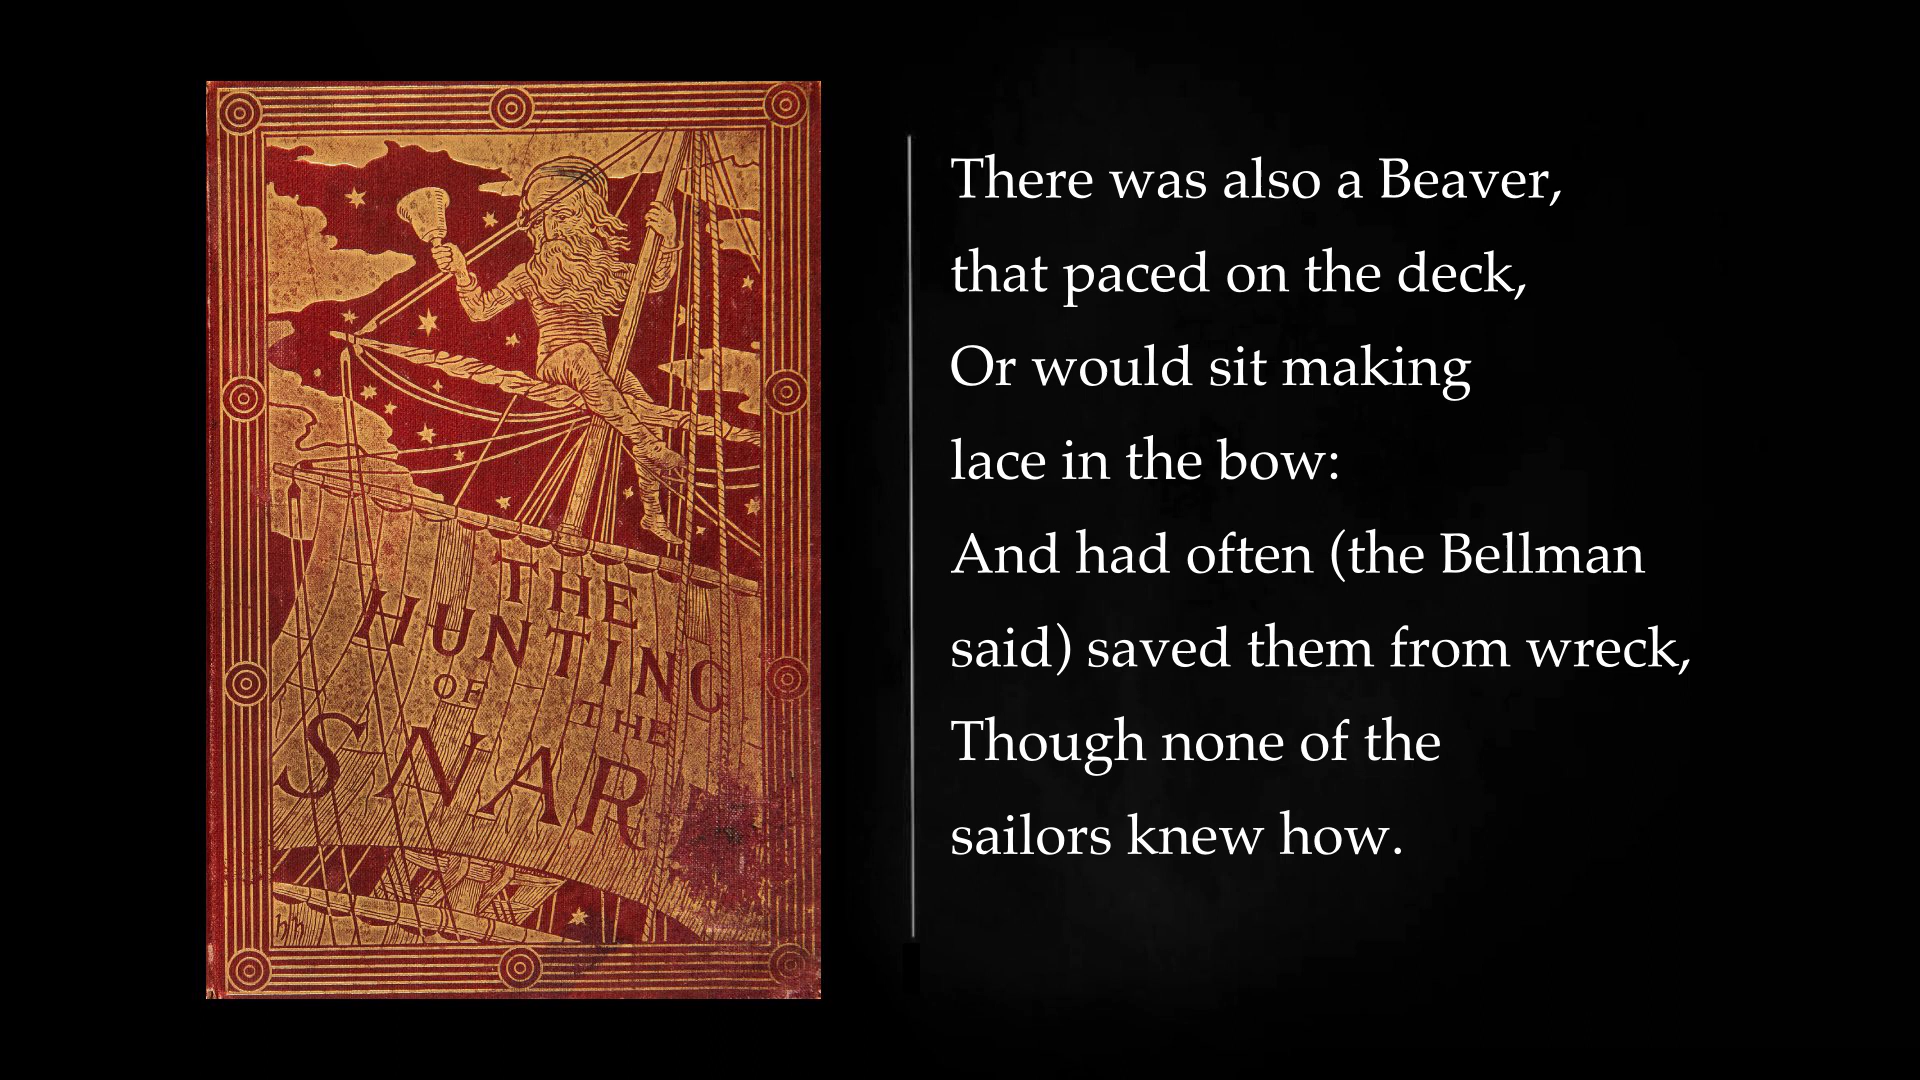 THE
HUNTING
OF THE
SNAR
There was also a Beaver,
that paced on the deck,
Or would sit making
lace in the bow:
And had often (the Bellman
said) saved them from wreck,
Though none of the
sailors knew how.